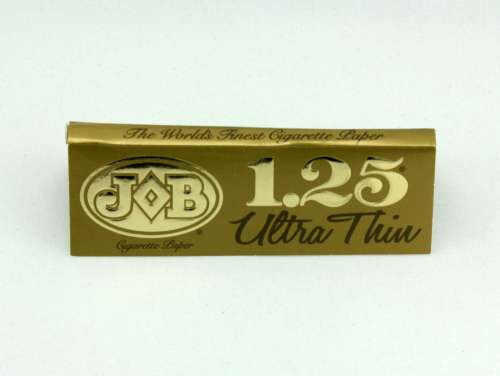 The World's Finest Cigarette Paper
JOB
Cigarette Paper
1.25
Ultra Thin